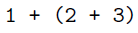 1 + (2 + 3)